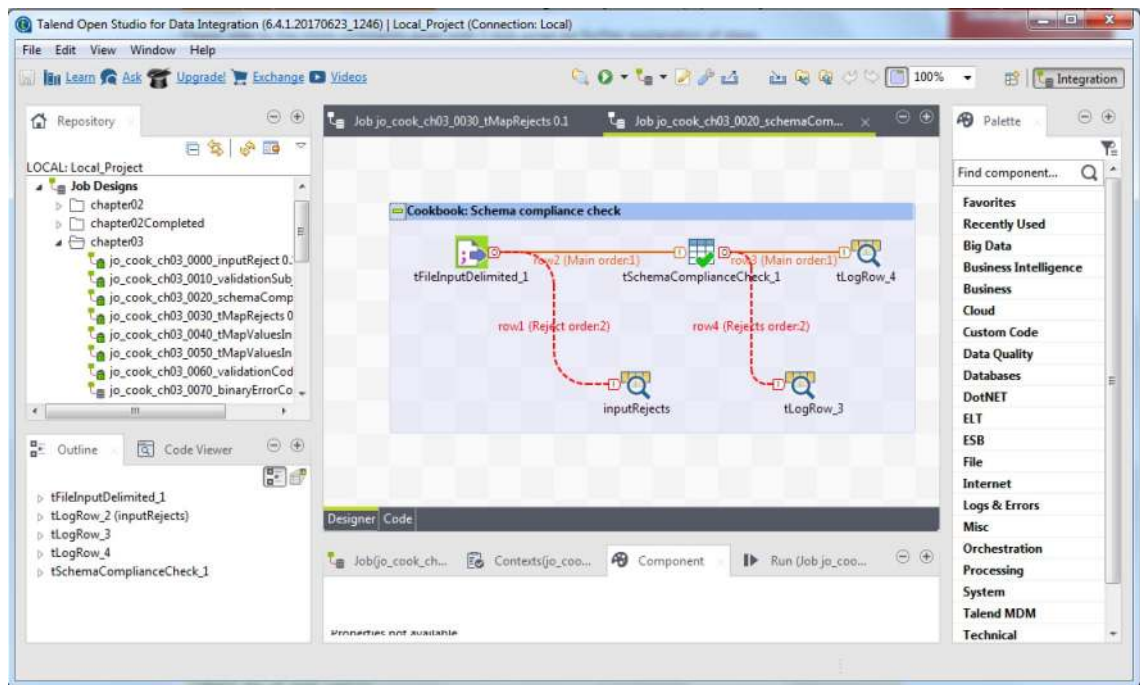 Talend Open Studio for Data Integration (6.4.1.20170623_1246) | Local_Project (Connection: Local)
File Edit View Window Help
Learn Ask Upgrade! Exchange Videos 100% Integration
Repository
LOCAL: Local_Project
Job Designs
chapter02
chapter02Completed
chapter03
jo_cook_ch03_0000_inputReject 0.
jo_cook_ch03_0010_validationSub
jo_cook_ch03_0020_schemaComp
jo_cook_ch03_0030_tMapRejects 0
jo_cook_ch03_0040_tMapValuesIn
jo_cook_ch03_0050_tMapValuesIn
jo_cook_ch03_0060_validationCod
jo_cook_ch03_0070_binaryErrorCo
Outline Code Viewer
tFileInputDelimited_1
tLogRow_2 (inputRejects)
tLogRow_3
tLogRow_4
tSchemaComplianceCheck_1
Job jo_cook_ch03_0030_tMapRejects 0.1 Job jo_cook_ch03_0020_schemaCom...
Cookbook: Schema compliance check
row2 (Main order:1) row3 (Main order:1)
tFileInputDelimited_1 tSchemaComplianceCheck_1 tLogRow_4
row1 (Reject order:2) row4 (Rejects order:2)
inputRejects tLogRow_3
Designer Code
Job(jo_cook_ch... Contexts(jo_coo... Component Run (Job jo_coo...
Properties not available
Palette
Find component...
Favorites
Recently Used
Big Data
Business Intelligence
Business
Cloud
Custom Code
Data Quality
Databases
DotNET
ELT
ESB
File
Internet
Logs & Errors
Misc
Orchestration
Processing
System
Talend MDM
Technical